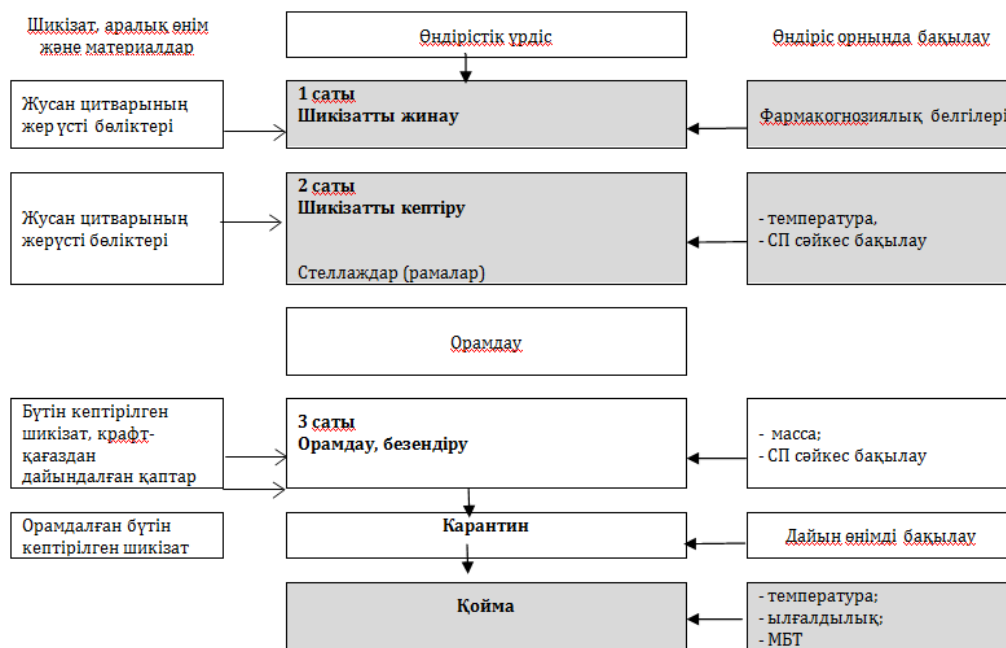 Шикізат, аралық өнім
және материалдар
Өндірістік үрдіс
Өндіріс орнында бақылау
Жусан цитварының
жер үсті бөліктері
1 саты
Шикізатты жинау
Фармакогнозиялық белгілері
Жусан цитварының
жерүсті бөліктері
2 саты
Шикізатты кептіру
Стеллаждар (рамалар)
- температура,
- СП сәйкес бақылау
Орамдау
Бүтін кептірілген
шикізат, крафт-
қағаздан
дайындалған қаптар
3 саты
Орамдау, безендіру
- масса;
- СП сәйкес бақылау
Орамдалған бүтін
кептірілген шикізат
Карантин
Дайын өнімді бақылау
Қойма
- температура;
- ылғалдылық;
- МБТ